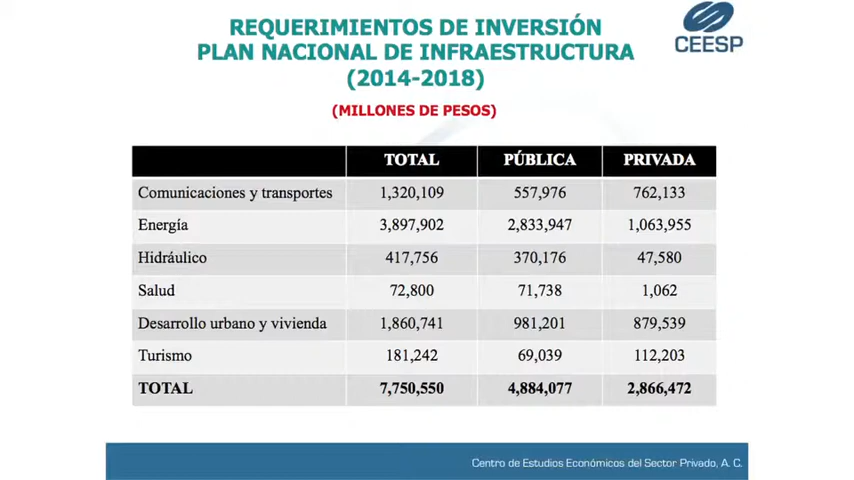 REQUERIMIENTOS DE INVERSIÓN
PLAN NACIONAL DE INFRAESTRUCTURA
(2014-2018)
(MILLONES DE PESOS)
CEESP
TOTAL PÚBLICA PRIVADA
Comunicaciones y transportes 1,320,109 557,976 762,133
Energía 3,897,902 2,833,947 1,063,955
Hidráulico 417,756 370,176 47,580
Salud 72,800 71,738 1,062
Desarrollo urbano y vivienda 1,860,741 981,201 879,539
Turismo 181,242 69,039 112,203
TOTAL 7,750,550 4,884,077 2,866,472
Centro de Estudios Económicos del Sector Privado, A. C.